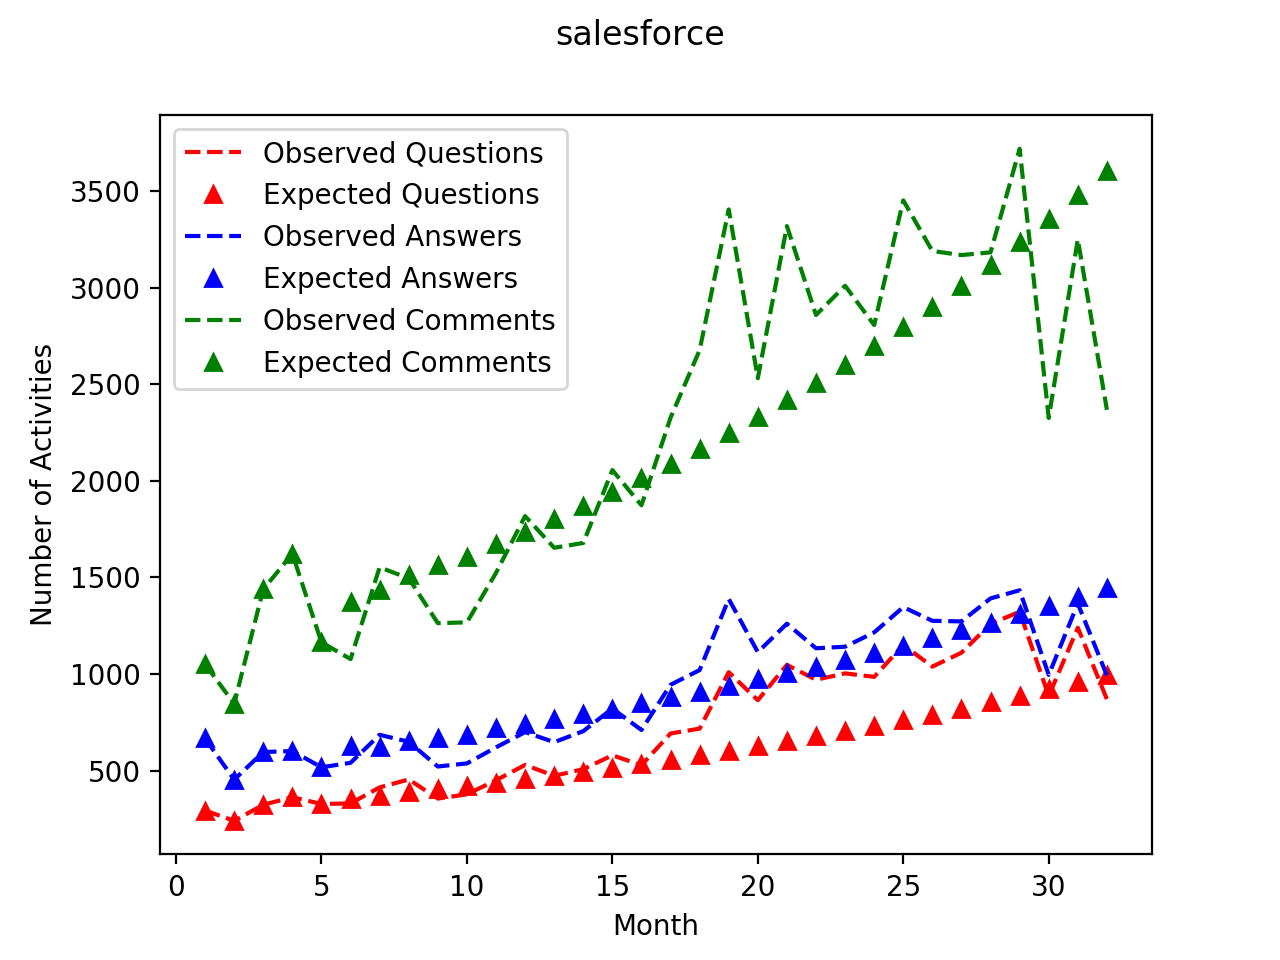 salesforce
Observed Questions
Expected Questions
Observed Answers
Expected Answers
Observed Comments
Expected Comments
Number of Activities
3500
3000
2500
2000
1500
1000
500
0 5 10 15 20 25 30
Month